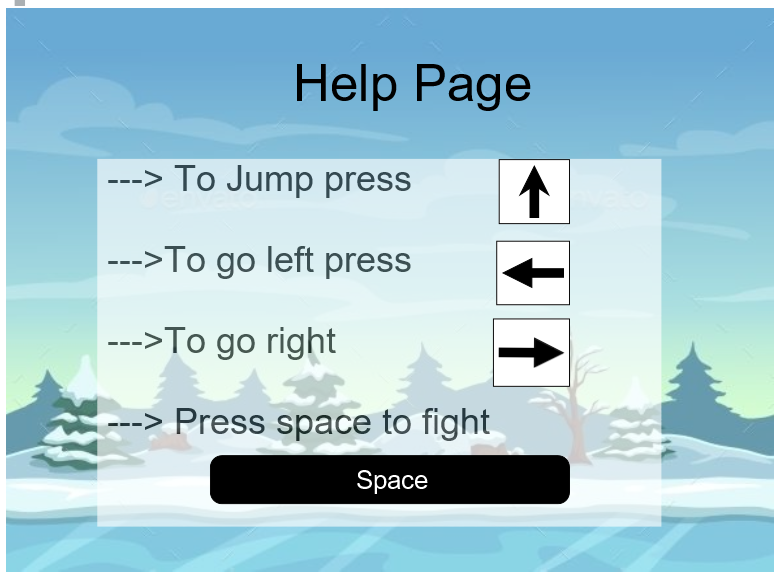 Help Page
---> To Jump press
--->To go left press
--->To go right
---> Press space to fight
Space